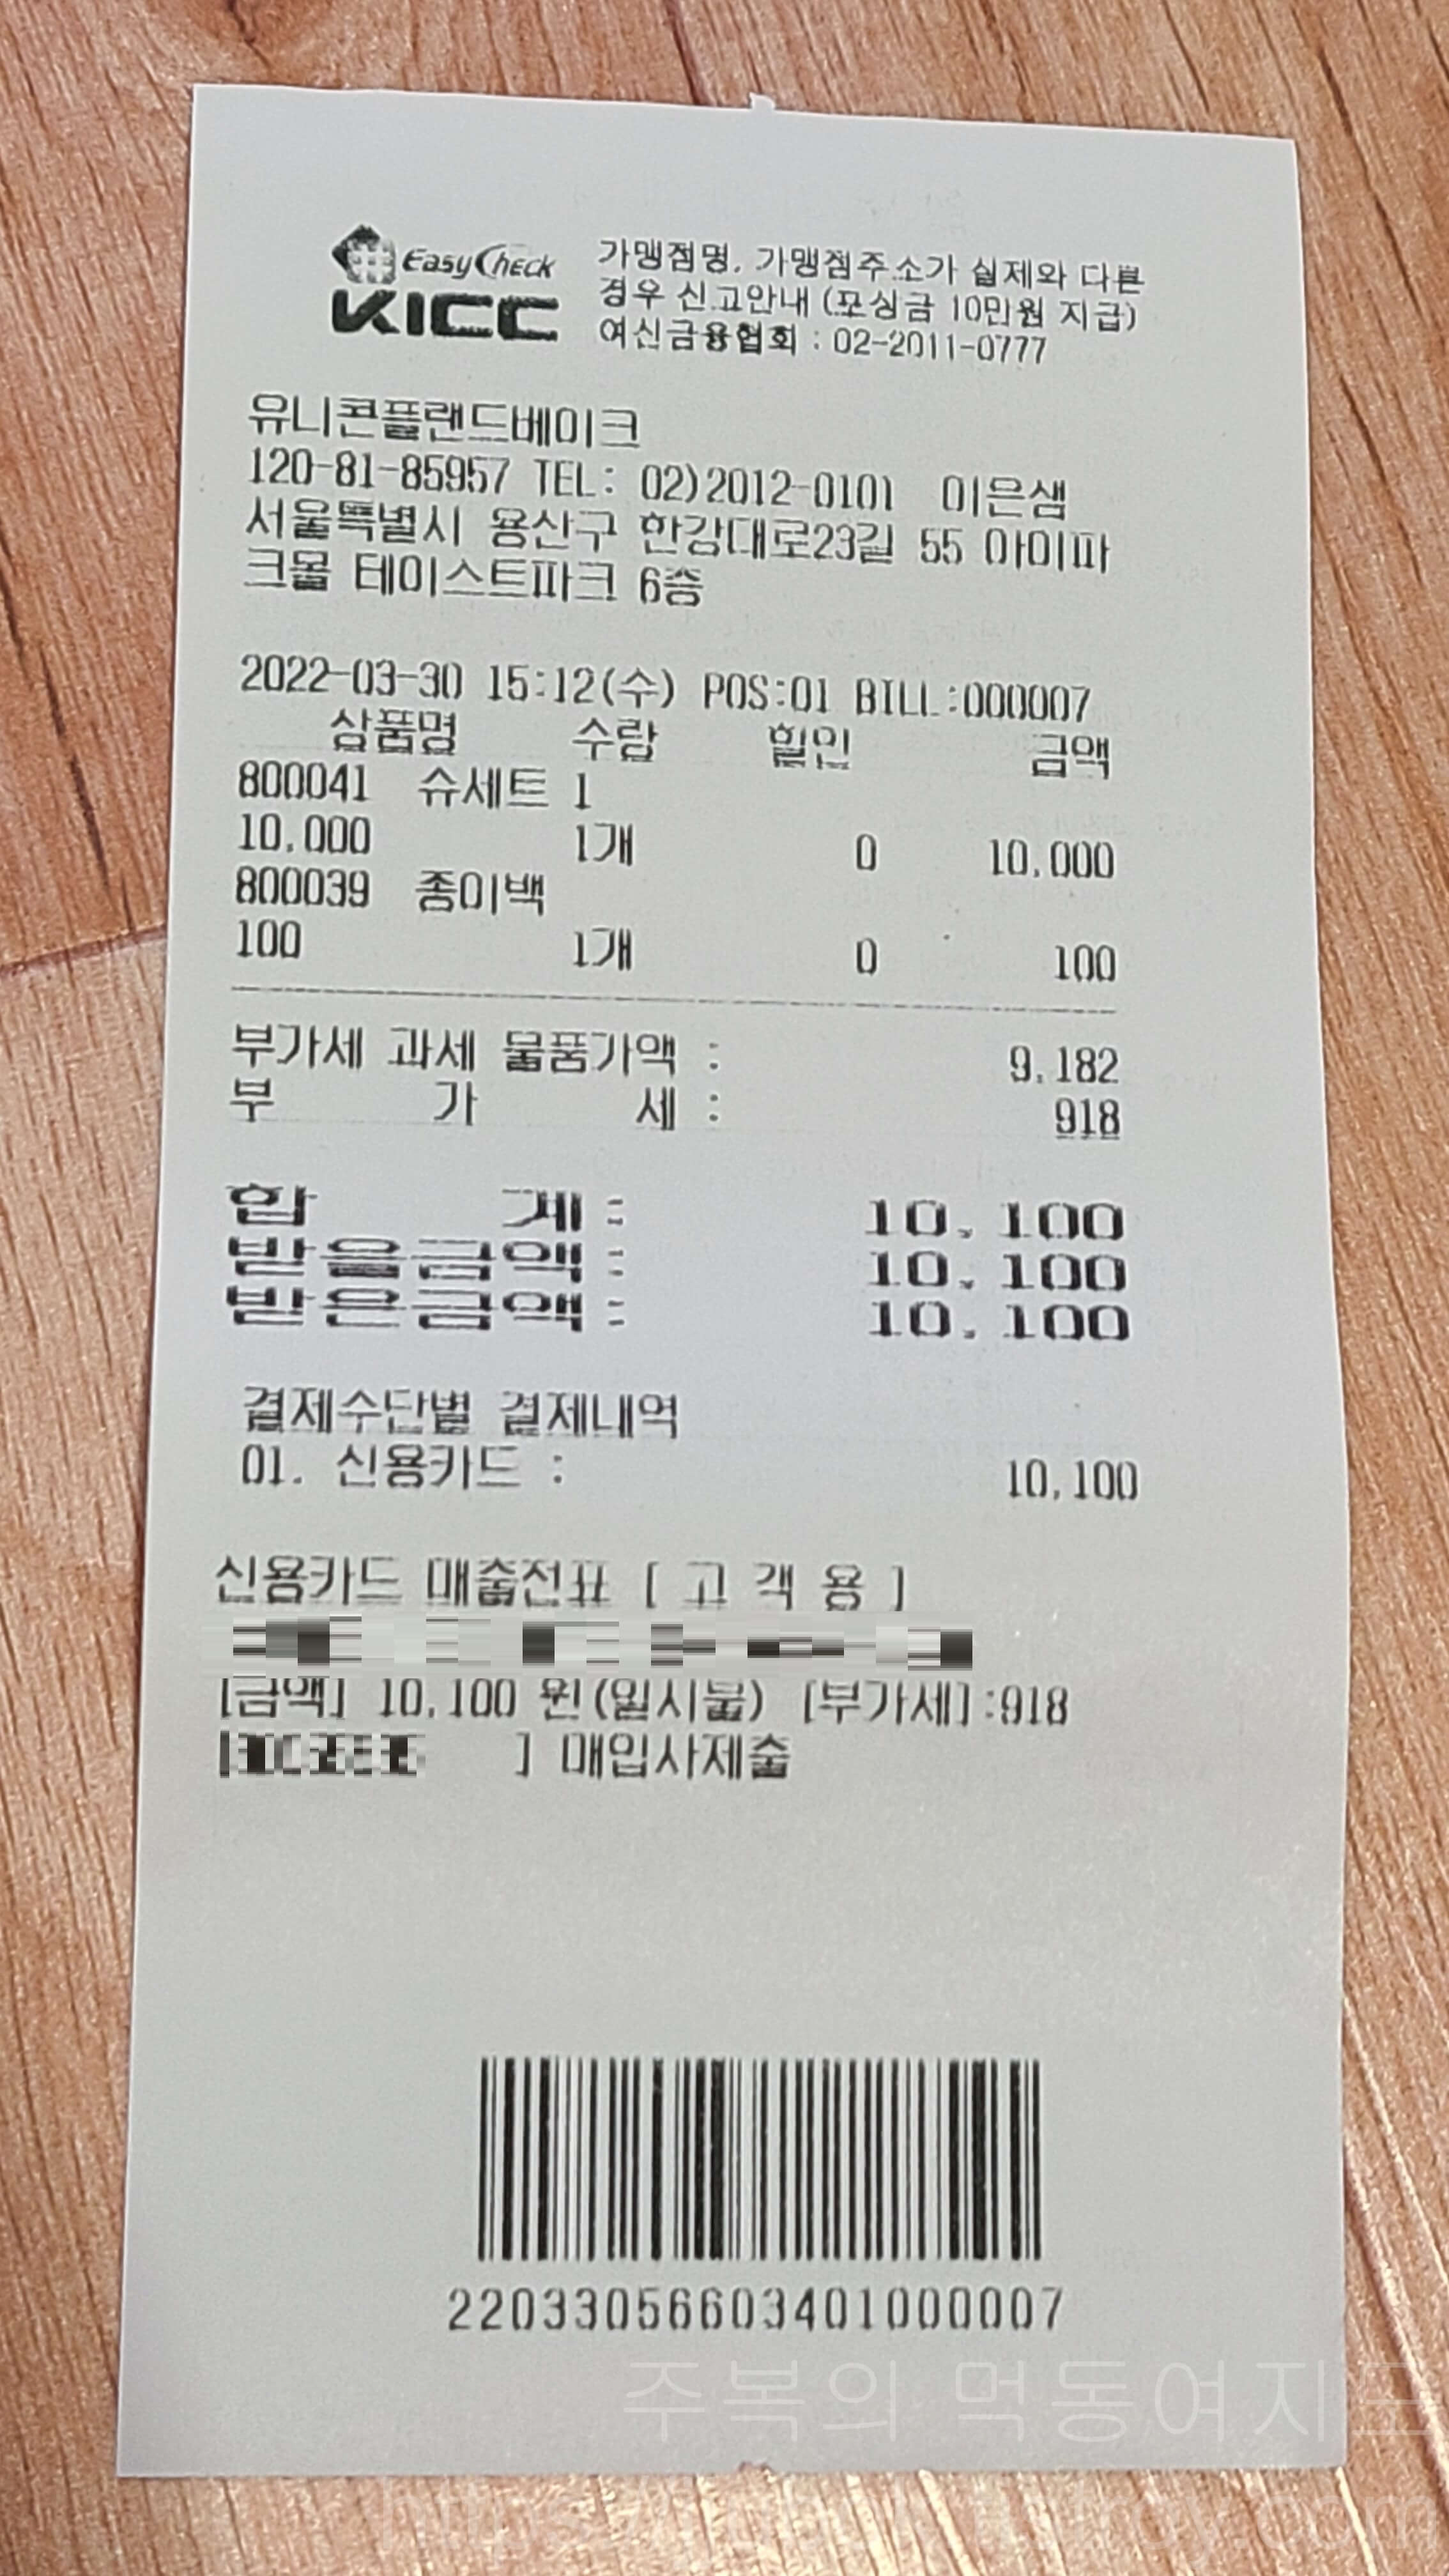 EasyCheck
KICC
가맹점명, 가맹점주소가 실제와 다른
경우 신고안내 (포상금 10만원 지급)
여신금융협회 : 02-2011-0777
유니콘플랜드베이크
120-81-85957 TEL: 02)2012-0101 이은샘
서울특별시 용산구 한강대로23길 55 아이파
크몰 테이스트파크 6층
2022-03-30 15:12(수) POS:01 BILL:000007
상품명 수량 할인 금액
800041 슈세트 1
10,000 1개 0 10,000
800039 종이백
100 1개 0 100
부가세 과세 물품가액 : 9,182
부 가 세 : 918
합 계 : 10,100
받을금액 : 10,100
받은금액 : 10,100
결제수단별 결제내역
01. 신용카드 : 10,100
신용카드 매출전표 [ 고 객 용 ]
[금액] 10,100 원(일시불) [부가세]:918
[ ] 매입사제출
22033056603401000007
주복의 먹동여지도